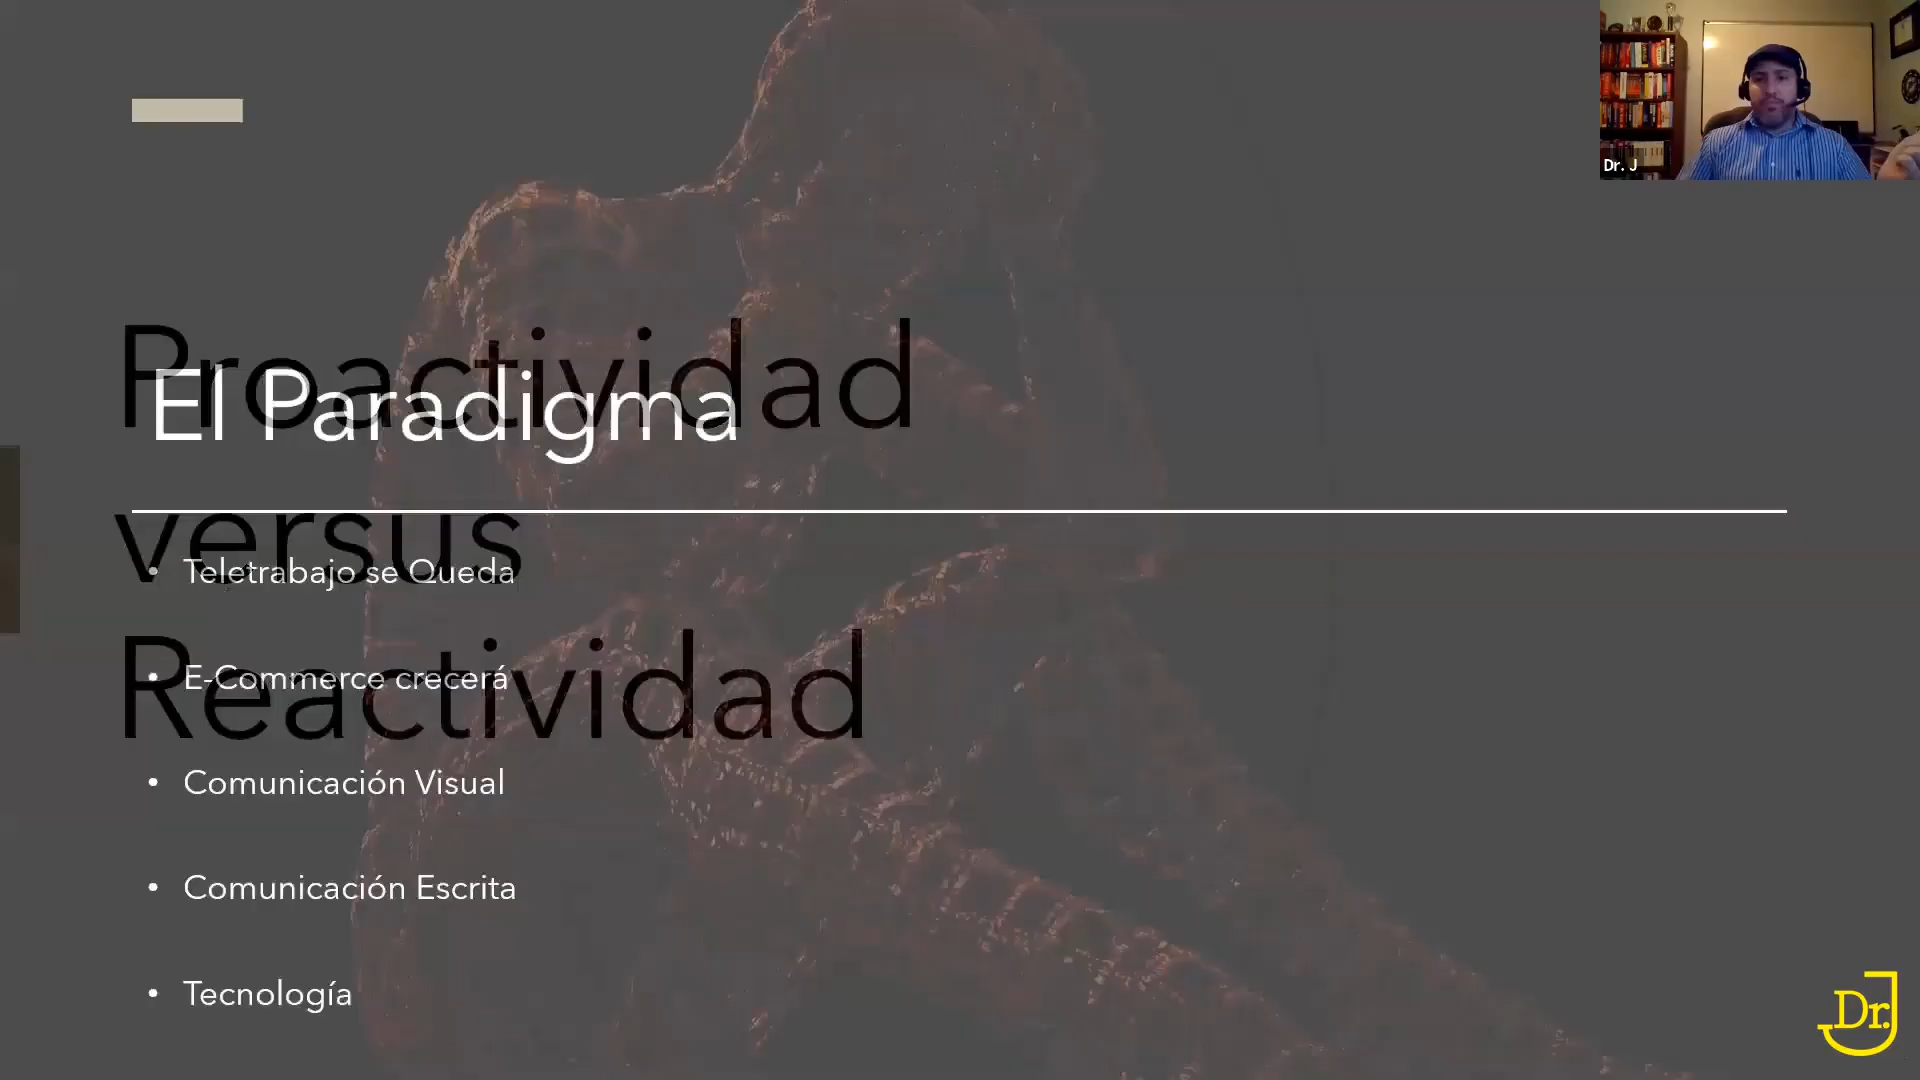 Dr. J
Proactividad
El Paradigma
versus
• Teletrabajo se Queda
Reactividad
• E-Commerce crecerá
• Comunicación Visual
• Comunicación Escrita
• Tecnología
Dr.